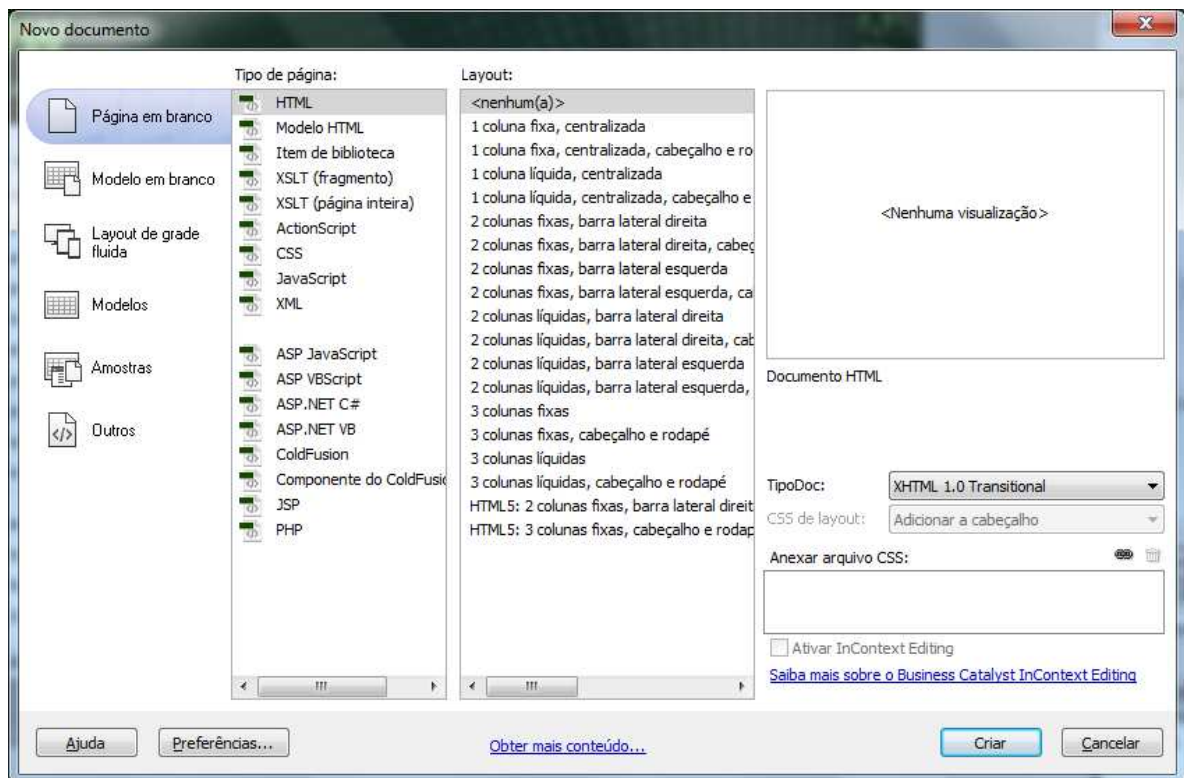 Novo documento
Página em branco
Modelo em branco
Layout de grade
fluida
Modelos
Amostras
Outros
Tipo de página:
HTML
Modelo HTML
Item de biblioteca
XSLT (fragmento)
XSLT (página inteira)
ActionScript
CSS
JavaScript
XML
ASP JavaScript
ASP VBScript
ASP.NET C#
ASP.NET VB
ColdFusion
Componente do ColdFusic
JSP
PHP
Layout:
<nenhum(a)>
1 coluna fixa, centralizada
1 coluna fixa, centralizada, cabeçalho e ro
1 coluna líquida, centralizada
1 coluna líquida, centralizada, cabeçalho e
2 colunas fixas, barra lateral direita
2 colunas fixas, barra lateral direita, cabeç
2 colunas fixas, barra lateral esquerda
2 colunas fixas, barra lateral esquerda, ca
2 colunas líquidas, barra lateral direita
2 colunas líquidas, barra lateral direita, cab
2 colunas líquidas, barra lateral esquerda
2 colunas líquidas, barra lateral esquerda,
3 colunas fixas
3 colunas fixas, cabeçalho e rodapé
3 colunas líquidas
3 colunas líquidas, cabeçalho e rodapé
HTML5: 2 colunas fixas, barra lateral direit
HTML5: 3 colunas fixas, cabeçalho e rodap
<Nenhuma visualização>
Documento HTML
TipoDoc: XHTML 1.0 Transitional
CSS de layout: Adicionar a cabeçalho
Anexar arquivo CSS:
Ativar InContext Editing
Saiba mais sobre o Business Catalyst InContext Editing
Ajuda Preferências... Obter mais conteúdo... Criar Cancelar